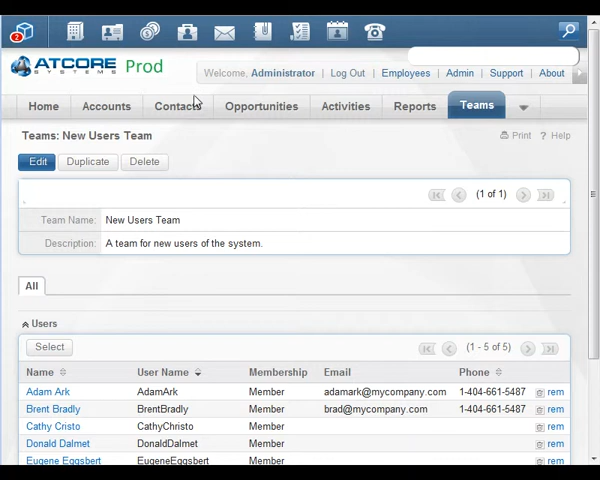 2
ATCORE
SYSTEMS
Prod
Welcome, Administrator | Log Out | Employees | Admin | Support | About
Home Accounts Contacts Opportunities Activities Reports Teams
Teams: New Users Team
Print ? Help
Edit Duplicate Delete
(1 of 1)
Team Name: New Users Team
Description: A team for new users of the system.
All
Users
Select
(1 - 5 of 5)
Name User Name Membership Email Phone
Adam Ark AdamArk Member adamark@mycompany.com 1-404-661-5487 rem
Brent Bradly BrentBradly Member brad@mycompany.com 1-404-661-5487 rem
Cathy Christo CathyChristo Member rem
Donald Dalmet DonaldDalmet Member rem
Eugene Eggsbert EugeneEggsbert Member rem